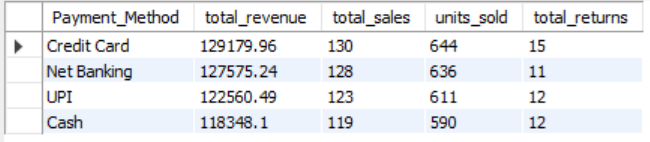 Payment_Method total_revenue total_sales units_sold total_returns
Credit Card 129179.96 130 644 15
Net Banking 127575.24 128 636 11
UPI 122560.49 123 611 12
Cash 118348.1 119 590 12